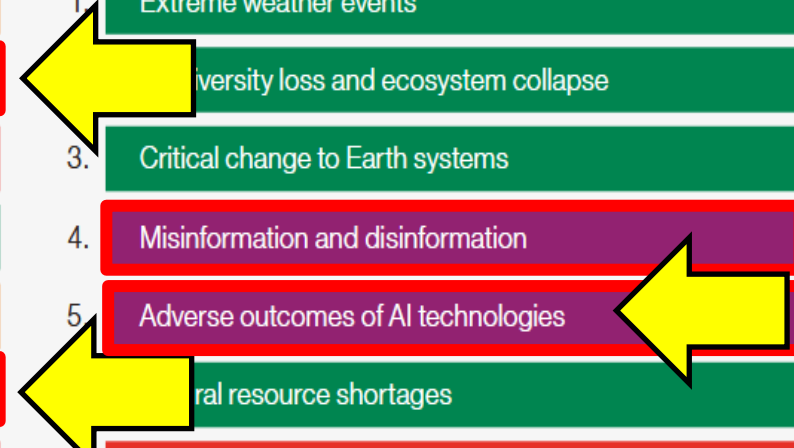 1. Extreme weather events
iversity loss and ecosystem collapse
3. Critical change to Earth systems
4. Misinformation and disinformation
5. Adverse outcomes of AI technologies
ral resource shortages